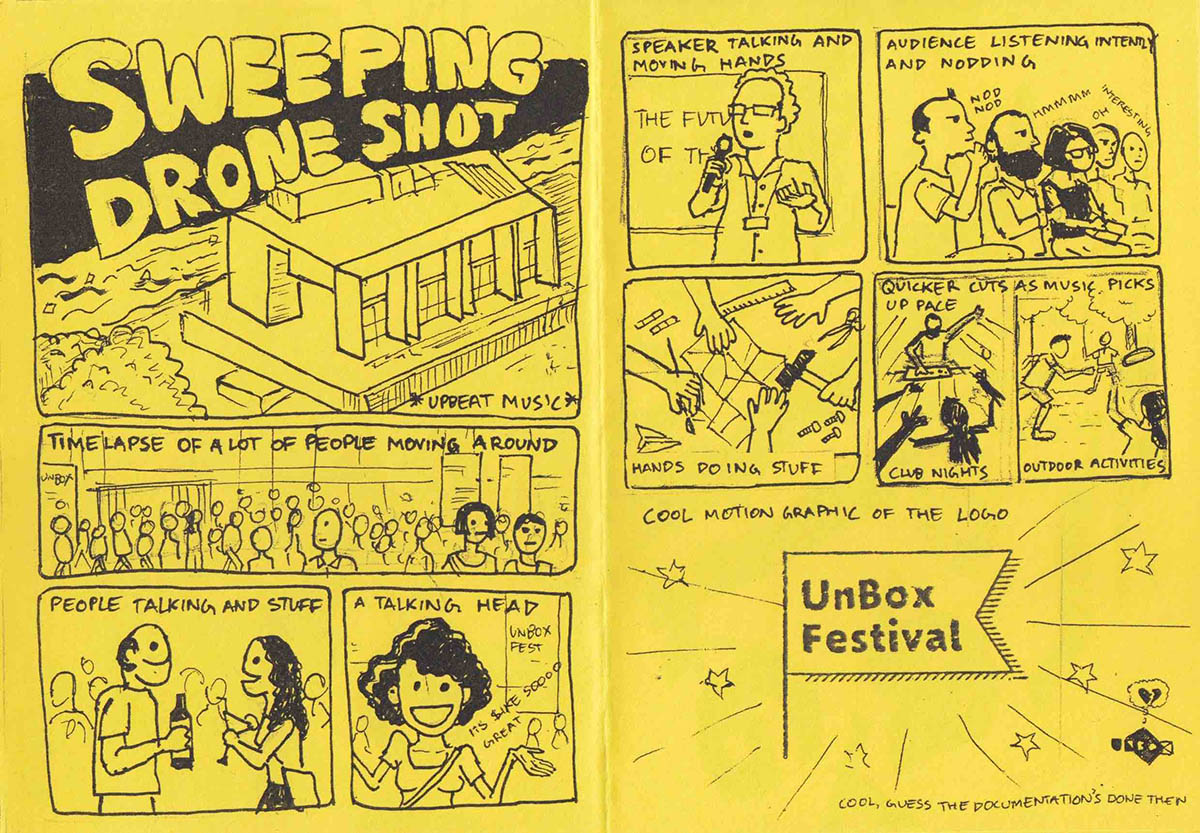 SWEEPING
DRONE SHOT
*UPBEAT MUSIC*
TIMELAPSE OF A LOT OF PEOPLE MOVING AROUND
UNBOX
PEOPLE TALKING AND STUFF
A TALKING HEAD
UNBOX
FEST
ITS LIKE SOOOO
GREAT
SPEAKER TALKING AND
MOVING HANDS
THE FUTU
OF TH
AUDIENCE LISTENING INTENTLY
AND NODDING
NOD
NOD
HMMMMM
OH INTERESTING
HANDS DOING STUFF
QUICKER CUTS AS MUSIC PICKS
UP PACE
CLUB NIGHTS
OUTDOOR ACTIVITIES
COOL MOTION GRAPHIC OF THE LOGO
UnBox
Festival
UNBOX
COOL, GUESS THE DOCUMENTATION'S DONE THEN